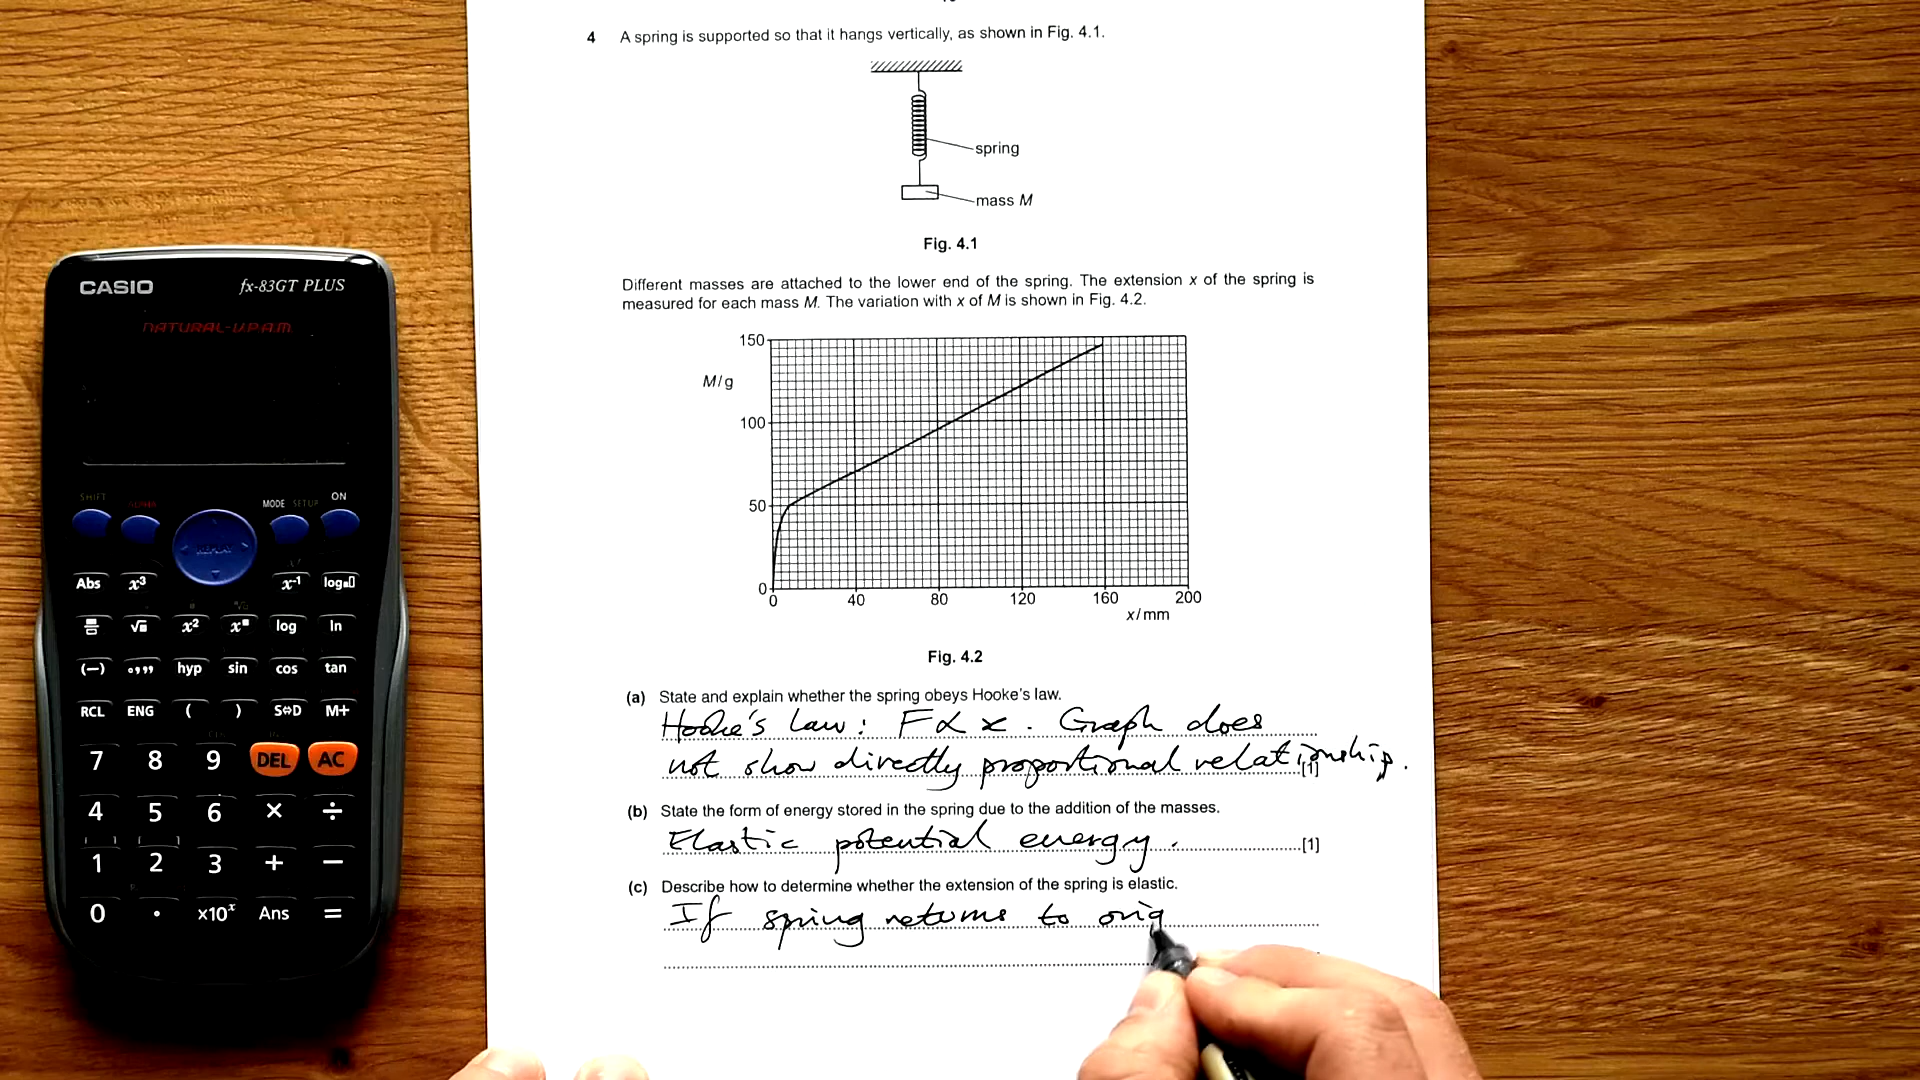 4 A spring is supported so that it hangs vertically, as shown in Fig. 4.1.
spring
mass M
Fig. 4.1
Different masses are attached to the lower end of the spring. The extension x of the spring is
measured for each mass M. The variation with x of M is shown in Fig. 4.2.
150
M/g
100
50
0
0 40 80 120 160 200
x/mm
Fig. 4.2
(a) State and explain whether the spring obeys Hooke's law.
Hooke's Law: F ∝ x. Graph does
not show directly proportional relationship.
[1]
(b) State the form of energy stored in the spring due to the addition of the masses.
Elastic potential energy.
[1]
(c) Describe how to determine whether the extension of the spring is elastic.
If spring returns to orig
CASIO fx-83GT PLUS
NATURAL-V.P.A.M.
SHIFT MODE SETUP ON
REPLAY
Abs x³ x⁻¹ log
x² log ln
(−) hyp sin cos tan
RCL ENG ( ) S⇔D M+
7 8 9 DEL AC
4 5 6 × ÷
1 2 3 + −
0 . ×10ˣ Ans =